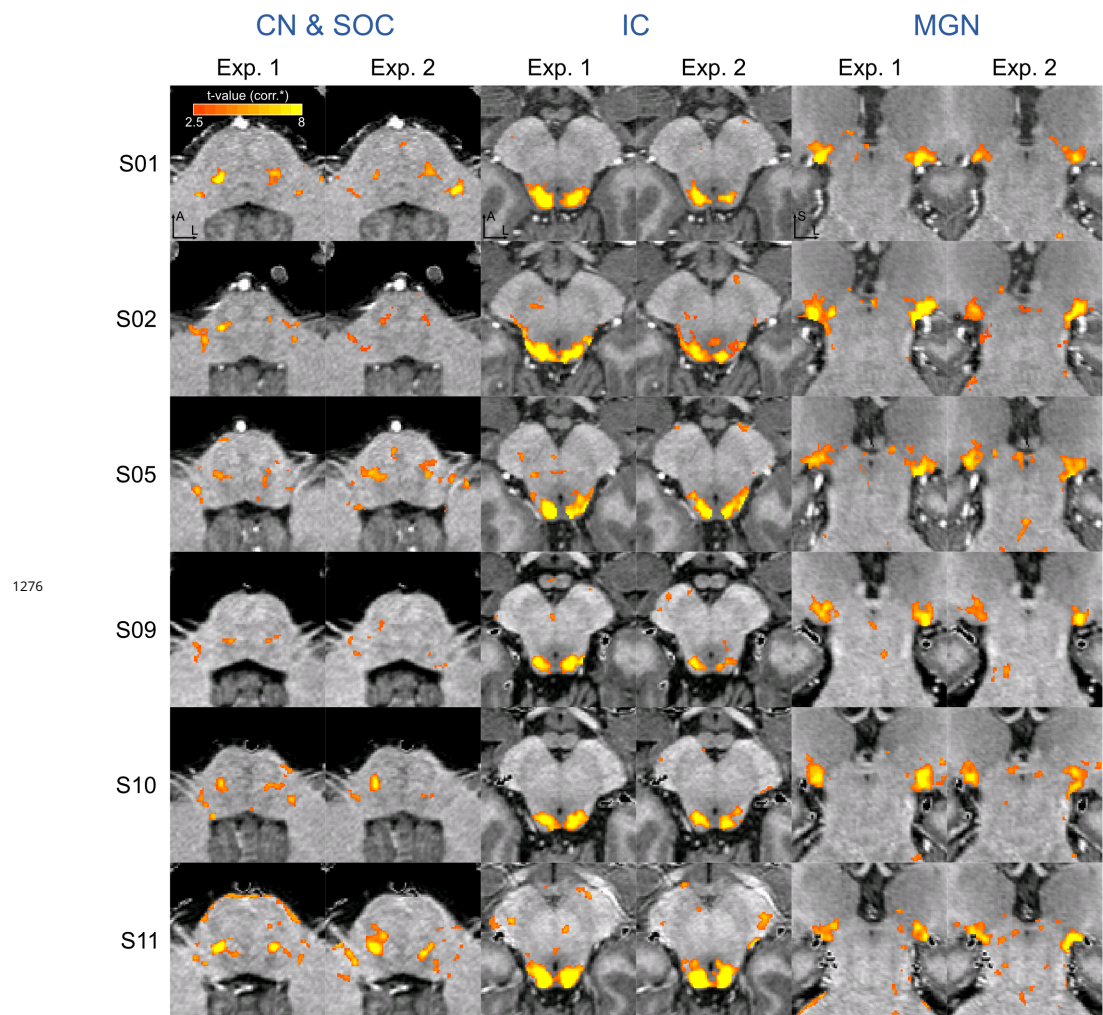 CN & SOC IC MGN
Exp. 1 Exp. 2 Exp. 1 Exp. 2 Exp. 1 Exp. 2
t-value (corr.*)
2.5 8
S01
A L A L S L
S02
S05
1276
S09
S10
S11